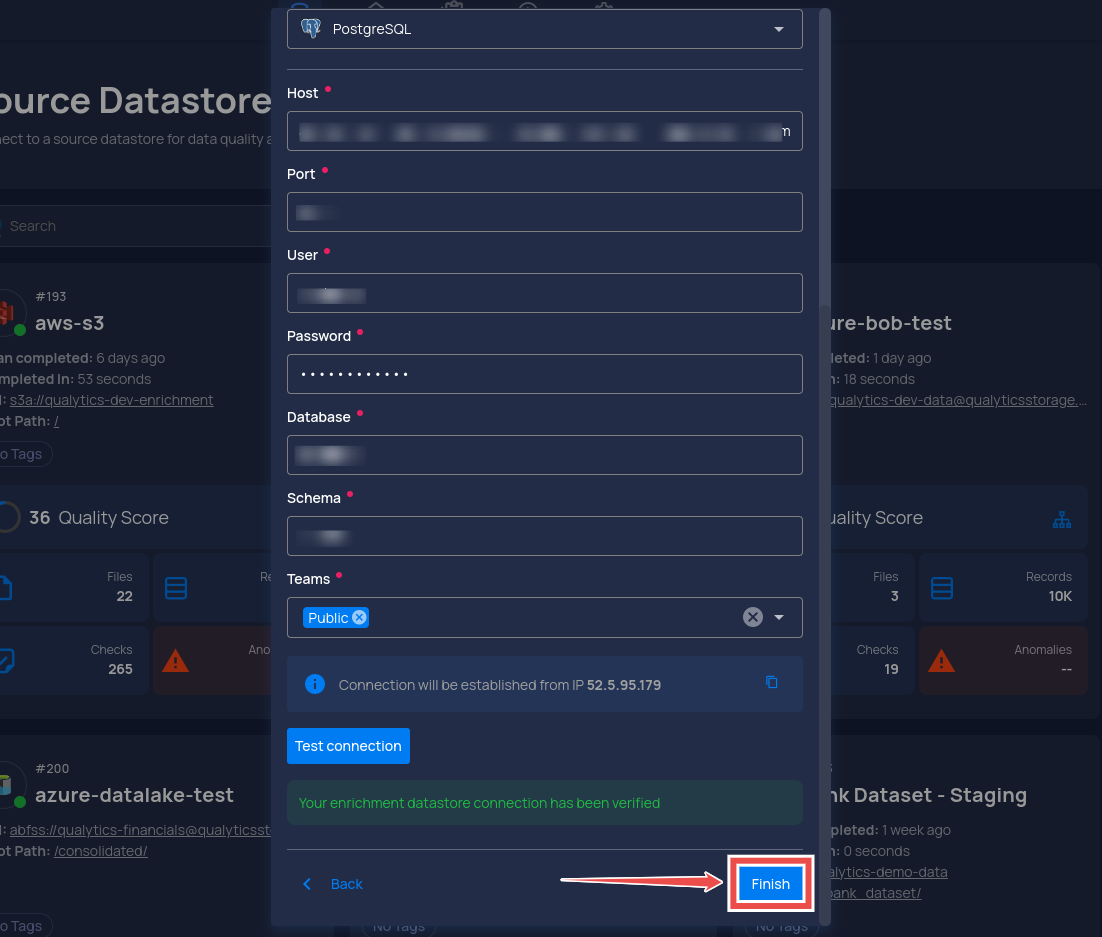 PostgreSQL
Host
m
Port
User
Password
Database
Schema
Teams
Public
Connection will be established from IP 52.5.95.179
Test connection
Your enrichment datastore connection has been verified
Back
Finish
ource Datastore
ect to a source datastore for data quality a
Search
#193
aws-s3
an completed: 6 days ago
mpleted In: 53 seconds
: s3a://qualytics-dev-enrichment
ot Path: /
o Tags
36 Quality Score
Files
22
Re
Checks
265
Ano
ure-bob-test
leted: 1 day ago
n: 18 seconds
qualytics-dev-data@qualyticsstorage....
uality Score
Files
3
Records
10K
Checks
19
Anomalies
--
#200
azure-datalake-test
l: abfss://qualytics-financials@qualyticsst
ot Path: /consolidated/
o Tags
nk Dataset - Staging
pleted: 1 week ago
n: 0 seconds
alytics-demo-data
bank_dataset/
No Tags
No Tags